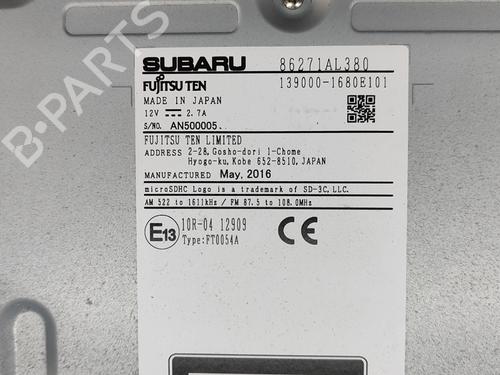 B-PARTS
SUBARU 86271AL380
FUJITSU TEN 139000-1680E101
MADE IN JAPAN
12V ⎓ 2.7A
S/NO. AN500005.
FUJITSU TEN LIMITED
ADDRESS 2-28, Gosho-dori 1-Chome
Hyogo-ku, Kobe 652-8510, JAPAN
MANUFACTURED May, 2016
microSDHC Logo is a trademark of SD-3C, LLC.
AM 522 to 1611kHz / FM 87.5 to 108.0MHz
E13 10R-04 12909
Type:FT0054A CE